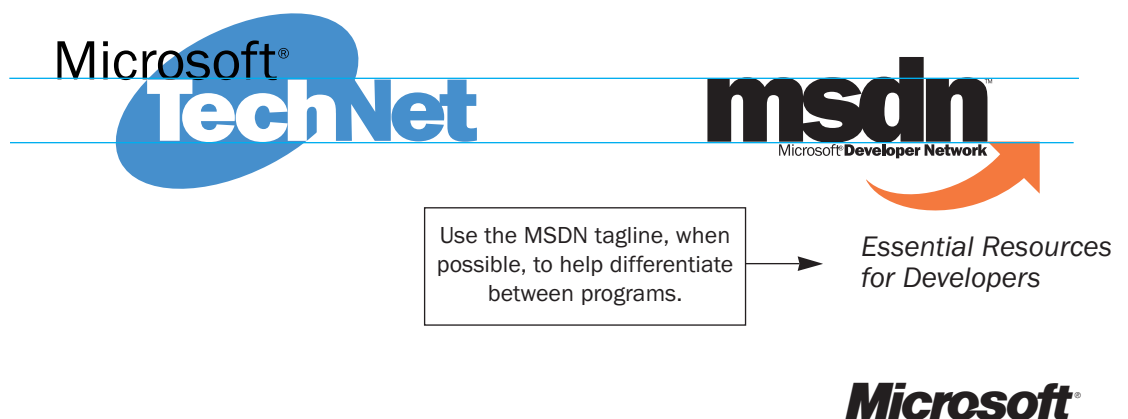 Microsoft®
TechNet
msdn™
Microsoft® Developer Network
Use the MSDN tagline, when
possible, to help differentiate
between programs.
Essential Resources
for Developers
Microsoft®